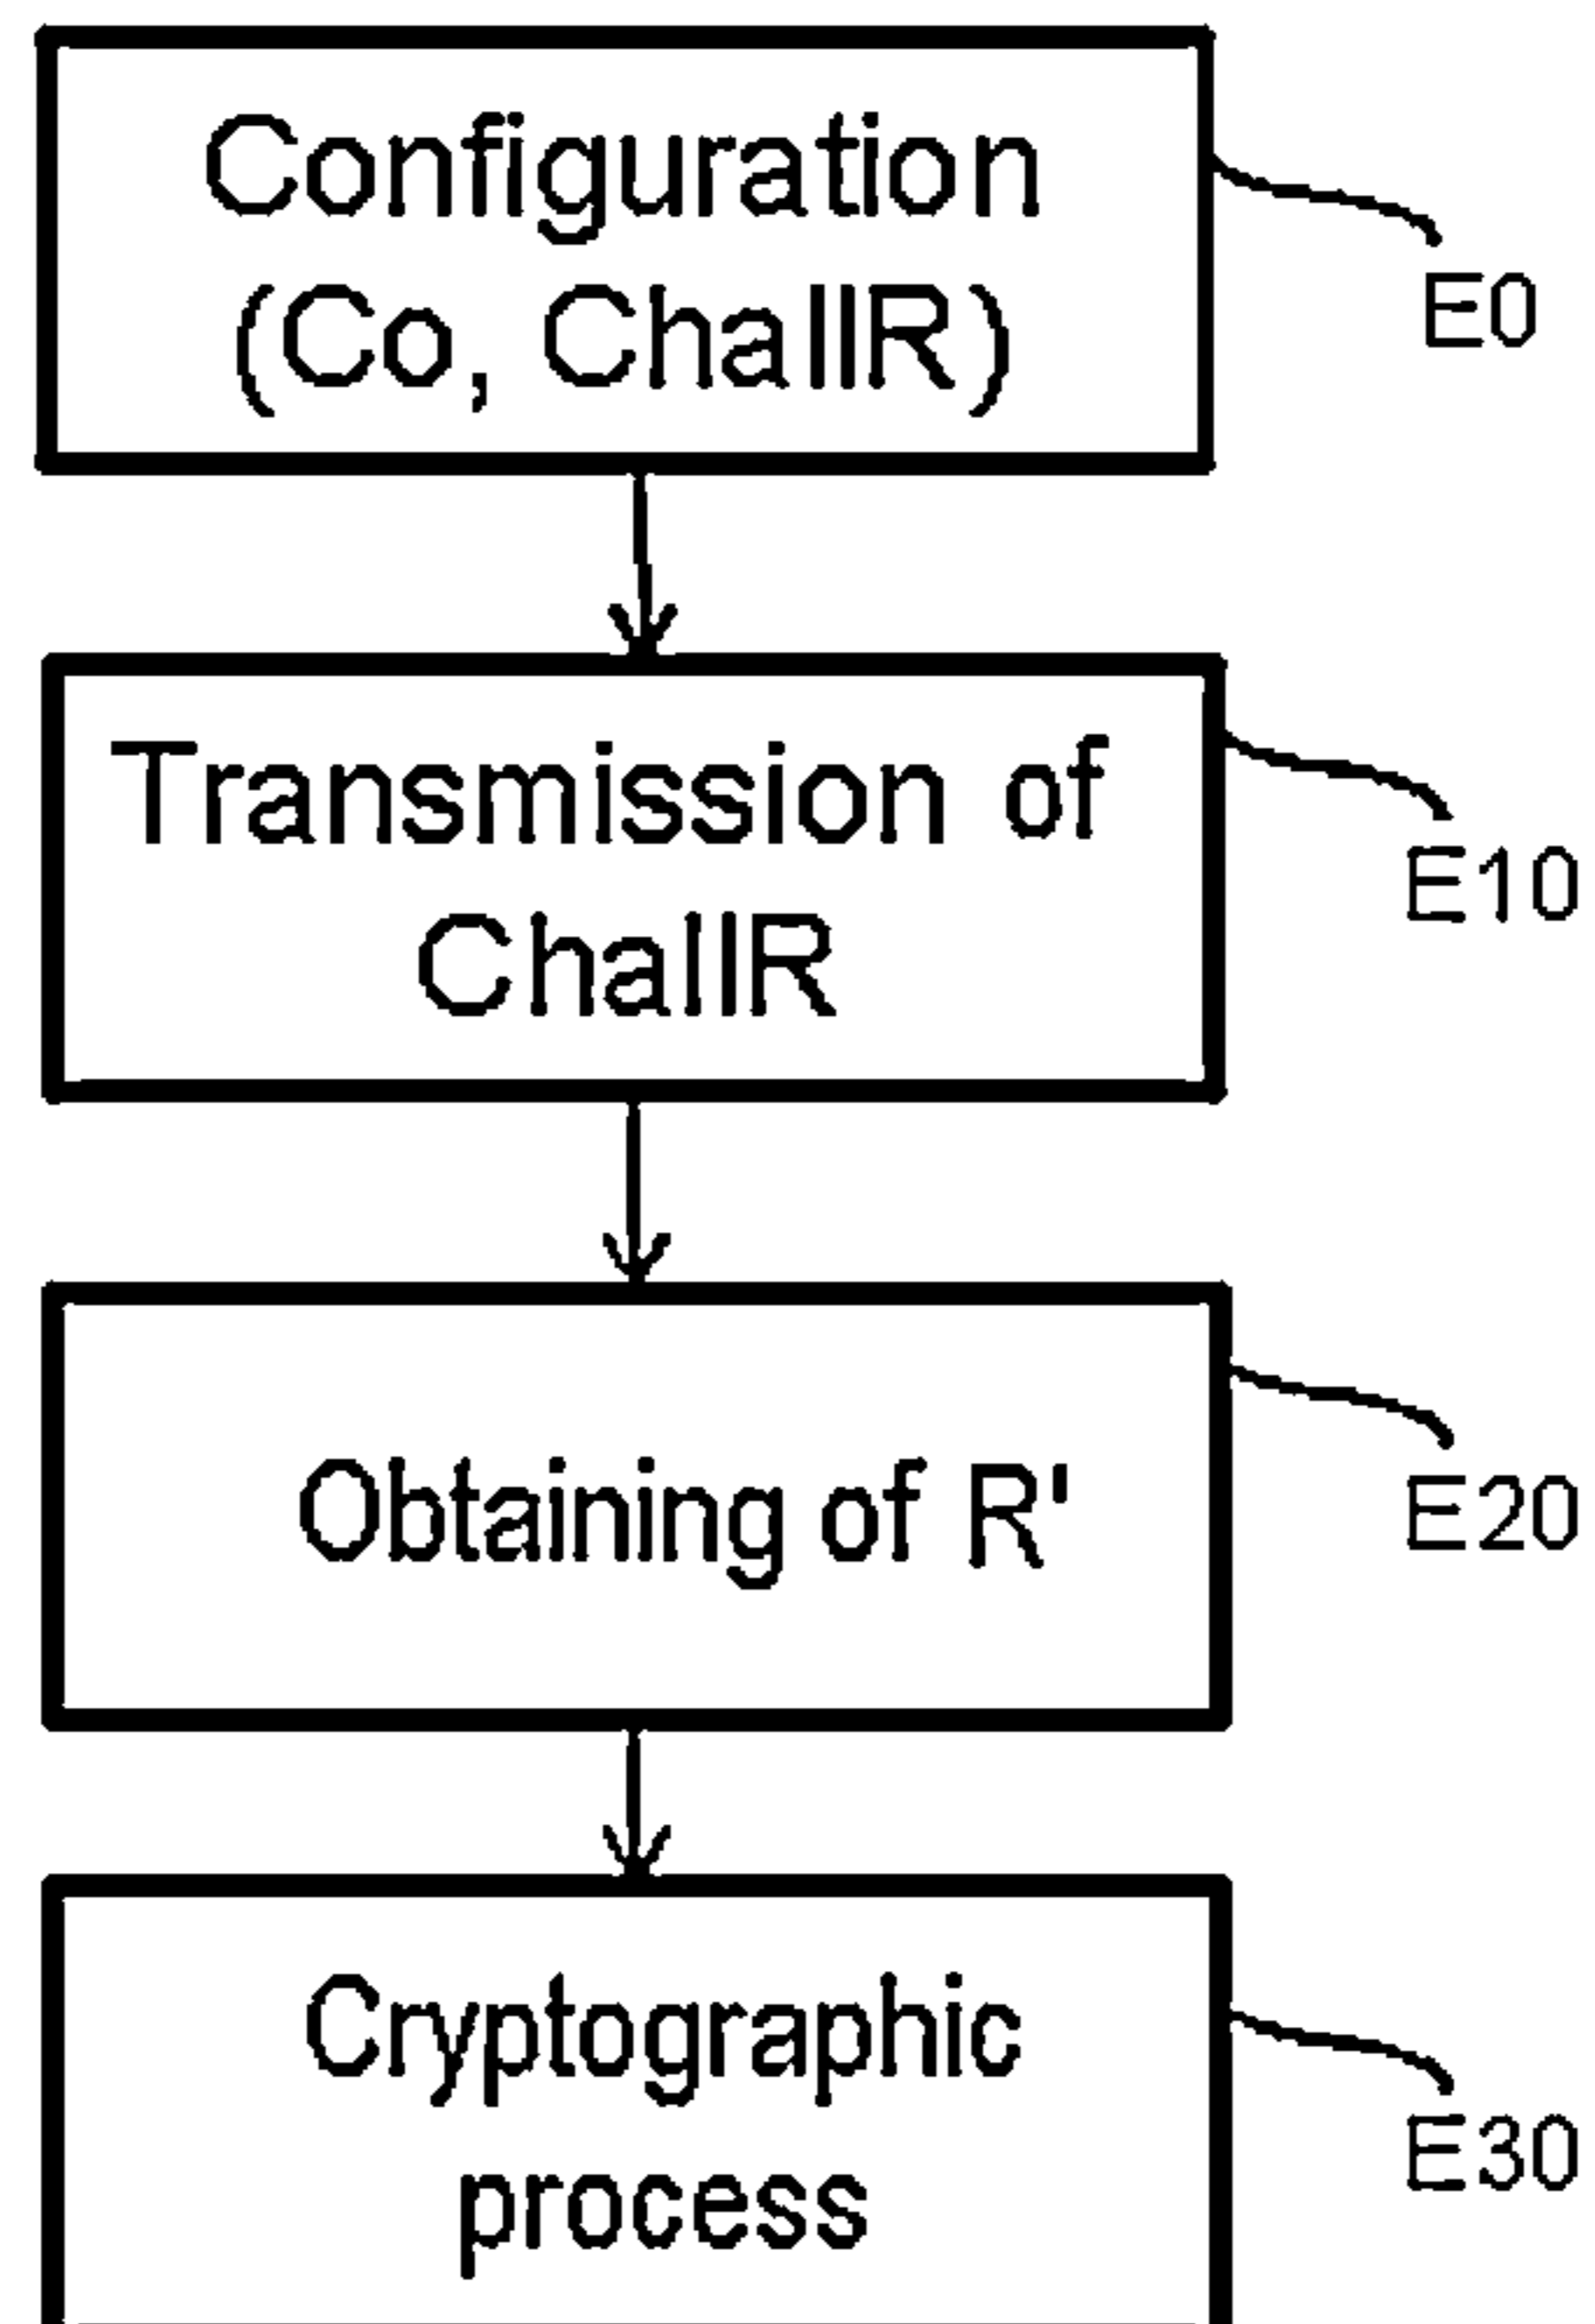 Configuration
(Co, ChallR)
E0
Transmission of
ChallR
E10
Obtaining of R'
E20
Cryptographic
process
E30